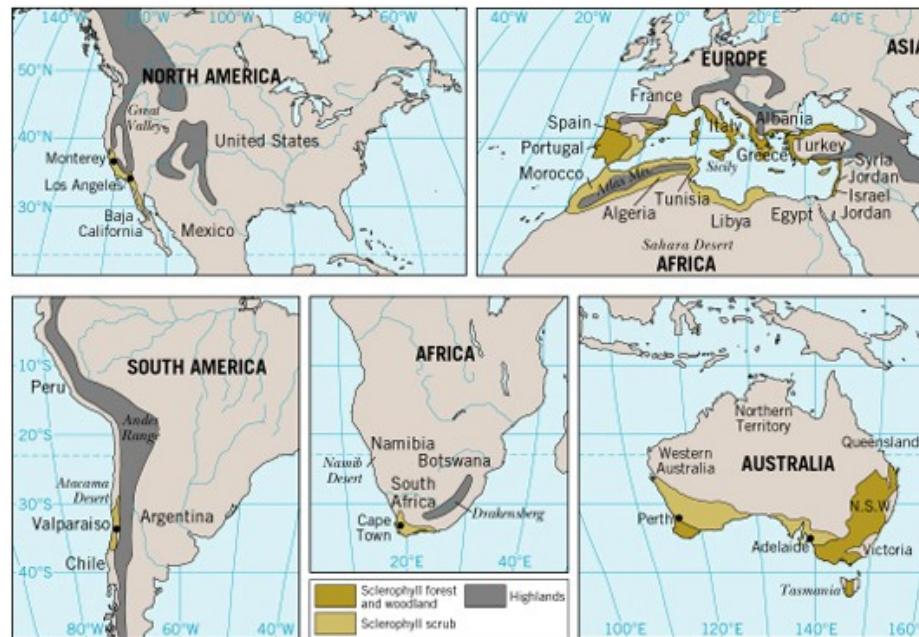 140°W
120°W
100°W
80°W
60°W
50°N
40°N
30°N
NORTH AMERICA
Great
Valley
United States
Monterey
Los Angeles
Baja
California
Mexico
20°W
0°
20°E
40°E
60°E
EUROPE
ASIA
50°N
40°N
30°N
France
Spain
Portugal
Italy
Albania
Greece
Turkey
Sicily
Morocco
Atlas Mts.
Algeria
Tunisia
Libya
Egypt
Syria
Jordan
Israel
Jordan
Sahara Desert
AFRICA
SOUTH AMERICA
10°S
20°S
30°S
40°S
Peru
Andes
Range
Atacama
Desert
Valparaiso
Argentina
Chile
80°W
60°W
40°W
AFRICA
Namibia
Namib
Desert
Botswana
South
Africa
Cape
Town
Drakensberg
20°E
40°E
Northern
Territory
Western
Australia
Queensland
AUSTRALIA
N.S.W.
Perth
Adelaide
Victoria
Tasmania
100°E
120°E
140°E
Sclerophyll forest
and woodland
Sclerophyll scrub
Highlands